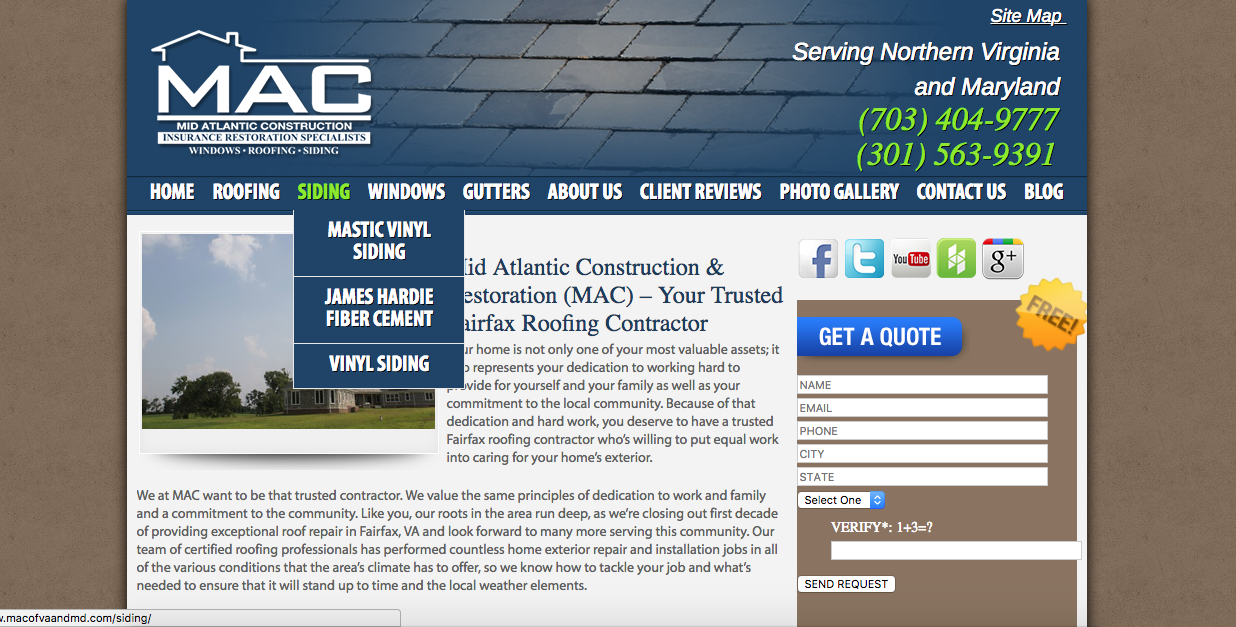 Site Map
MAC
MID ATLANTIC CONSTRUCTION
INSURANCE RESTORATION SPECIALISTS
WINDOWS • ROOFING • SIDING
Serving Northern Virginia
and Maryland
(703) 404-9777
(301) 563-9391
HOME ROOFING SIDING WINDOWS GUTTERS ABOUT US CLIENT REVIEWS PHOTO GALLERY CONTACT US BLOG
MASTIC VINYL
SIDING
JAMES HARDIE
FIBER CEMENT
VINYL SIDING
Mid Atlantic Construction &
Restoration (MAC) – Your Trusted
Fairfax Roofing Contractor
Your home is not only one of your most valuable assets; it
also represents your dedication to working hard to
provide for yourself and your family as well as your
commitment to the local community. Because of that
dedication and hard work, you deserve to have a trusted
Fairfax roofing contractor who's willing to put equal work
into caring for your home's exterior.
We at MAC want to be that trusted contractor. We value the same principles of dedication to work and family
and a commitment to the community. Like you, our roots in the area run deep, as we're closing out first decade
of providing exceptional roof repair in Fairfax, VA and look forward to many more serving this community. Our
team of certified roofing professionals has performed countless home exterior repair and installation jobs in all
of the various conditions that the area's climate has to offer, so we know how to tackle your job and what's
needed to ensure that it will stand up to time and the local weather elements.
f t You Tube g+
FREE!
GET A QUOTE
NAME
EMAIL
PHONE
CITY
STATE
Select One
VERIFY*: 1+3=?
SEND REQUEST
w.macofvaandmd.com/siding/